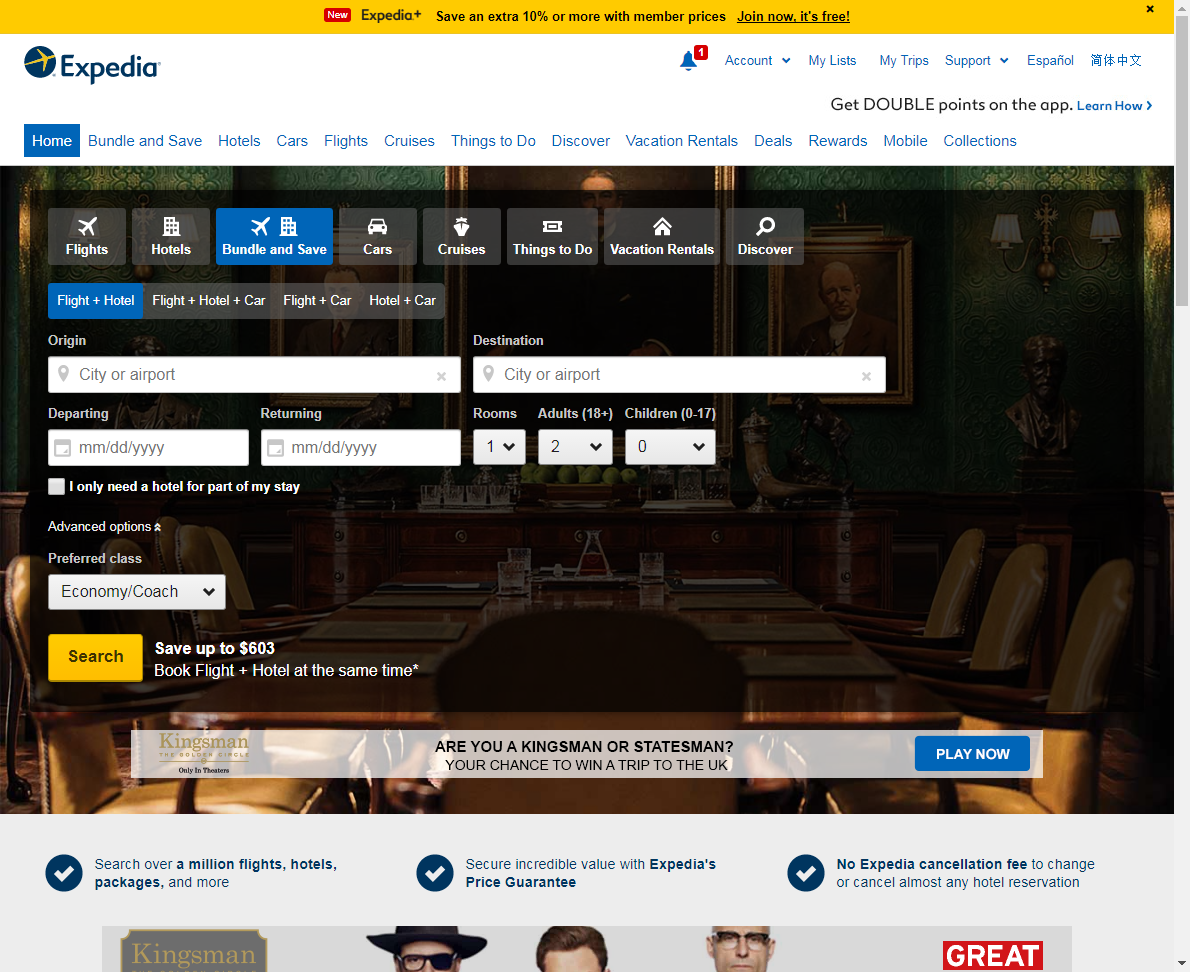 New Expedia+ Save an extra 10% or more with member prices Join now, it's free!
Expedia
1 Account My Lists My Trips Support Español 简体中文
Get DOUBLE points on the app. Learn How
Home Bundle and Save Hotels Cars Flights Cruises Things to Do Discover Vacation Rentals Deals Rewards Mobile Collections
Flights Hotels Bundle and Save Cars Cruises Things to Do Vacation Rentals Discover
Flight + Hotel Flight + Hotel + Car Flight + Car Hotel + Car
Origin Destination
City or airport City or airport
Departing Returning Rooms Adults (18+) Children (0-17)
mm/dd/yyyy mm/dd/yyyy 1 2 0
I only need a hotel for part of my stay
Advanced options
Preferred class
Economy/Coach
Search
Save up to $603
Book Flight + Hotel at the same time*
Kingsman
THE GOLDEN CIRCLE
Only In Theaters
ARE YOU A KINGSMAN OR STATESMAN?
YOUR CHANCE TO WIN A TRIP TO THE UK
PLAY NOW
Search over a million flights, hotels,
packages, and more
Secure incredible value with Expedia's
Price Guarantee
No Expedia cancellation fee to change
or cancel almost any hotel reservation
Kingsman
GREAT